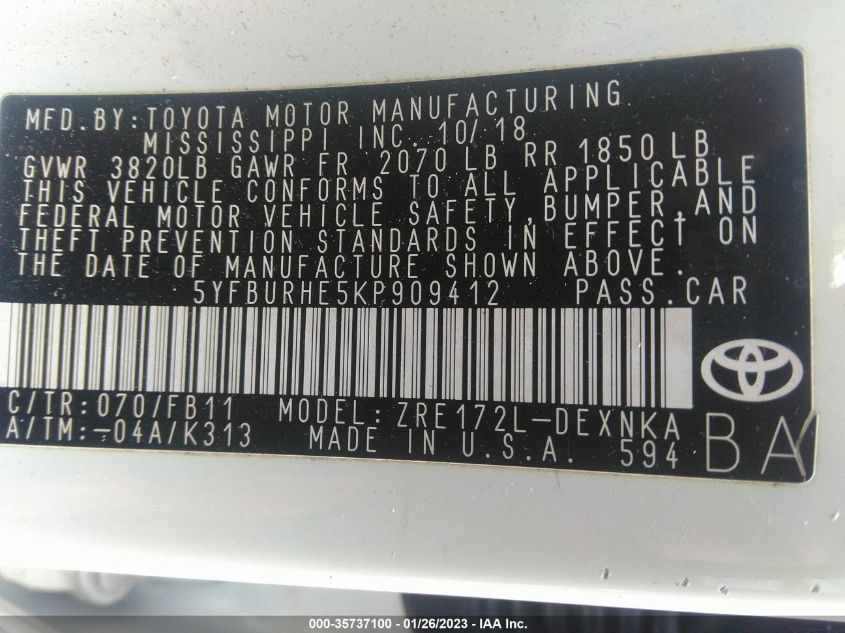 MFD.BY:TOYOTA MOTOR MANUFACTURING
MISSISSIPPI INC. 10/18
GVWR 3820LB GAWR FR 2070 LB RR 1850 LB
THIS VEHICLE CONFORMS TO ALL APPLICABLE
FEDERAL MOTOR VEHICLE SAFETY,BUMPER,AND
THEFT PREVENTION STANDARDS IN EFFECT ON
THE DATE OF MANUFACTURE SHOWN ABOVE.
5YFBURHE5KP909412 PASS.CAR
C/TR:070/FB11 MODEL:ZRE172L-DEXNKA
A/TM:-04A/K313 MADE IN U.S.A. 594
BA
000-35737100 - 01/26/2023 - IAA Inc.